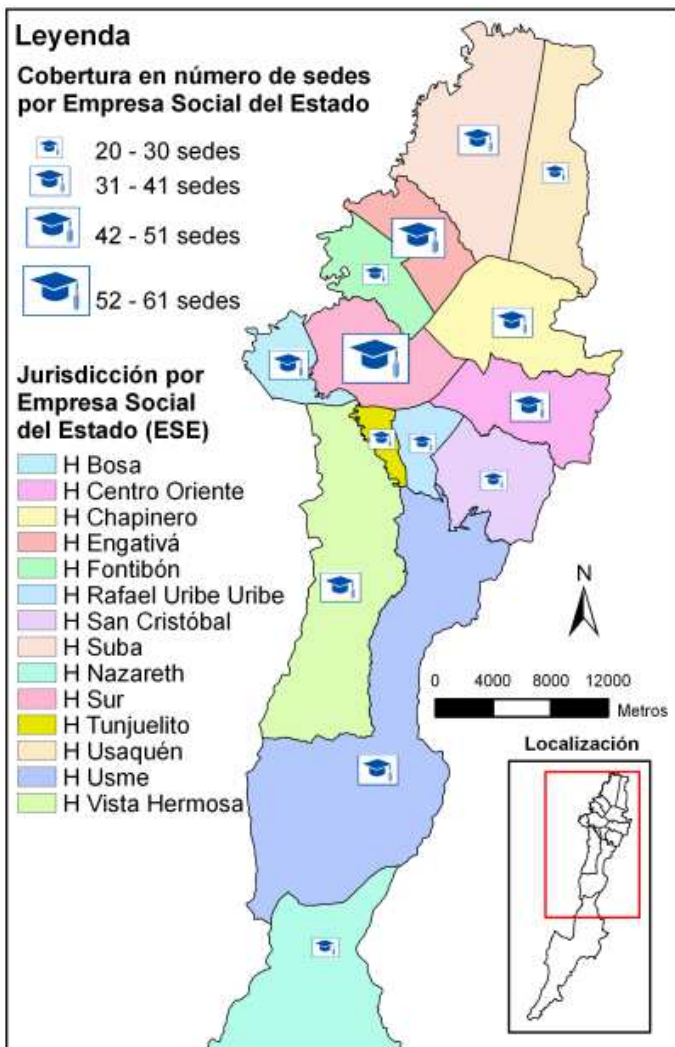 Leyenda
Cobertura en número de sedes
por Empresa Social del Estado
20 - 30 sedes
31 - 41 sedes
42 - 51 sedes
52 - 61 sedes
Jurisdicción por
Empresa Social
del Estado (ESE)
H Bosa
H Centro Oriente
H Chapinero
H Engativá
H Fontibón
H Rafael Uribe Uribe
H San Cristóbal
H Suba
H Nazareth
H Sur
H Tunjuelito
H Usaquén
H Usme
H Vista Hermosa
N
0 4000 8000 12000
Metros
Localización